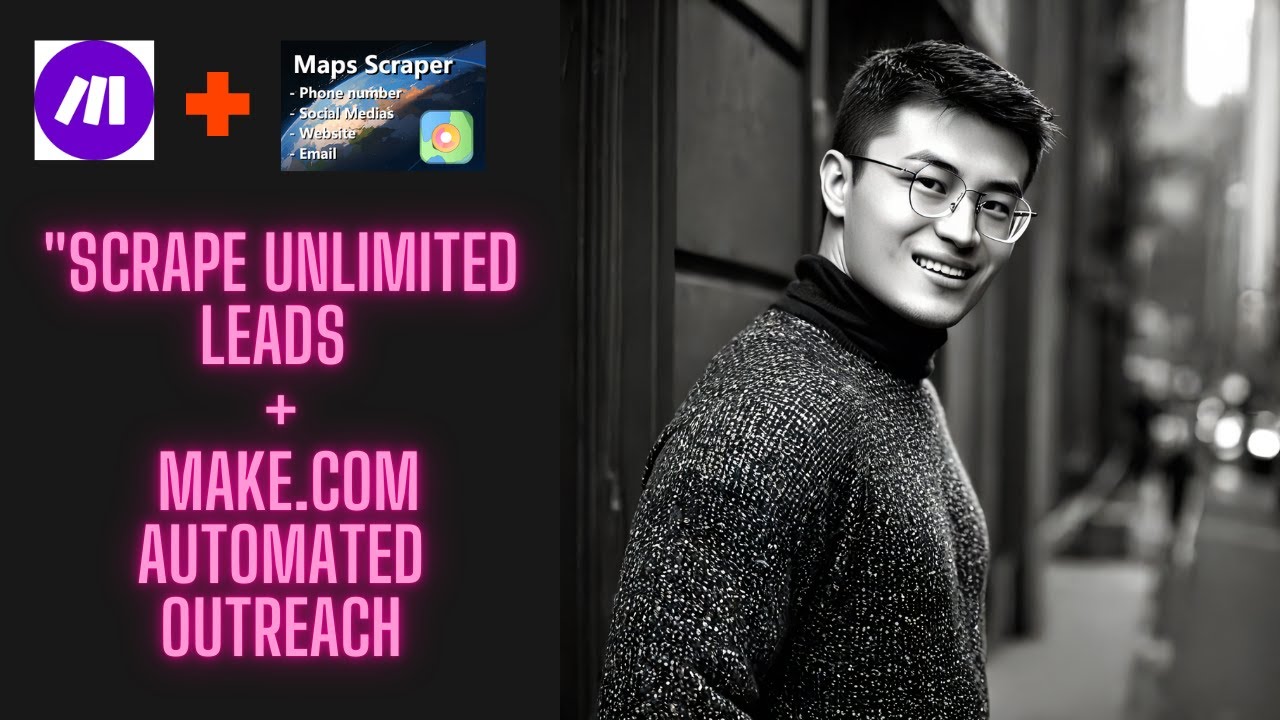 Maps Scraper
- Phone number
- Social Medias
- Website
- Email
"SCRAPE UNLIMITED
LEADS
+
MAKE.COM
AUTOMATED
OUTREACH